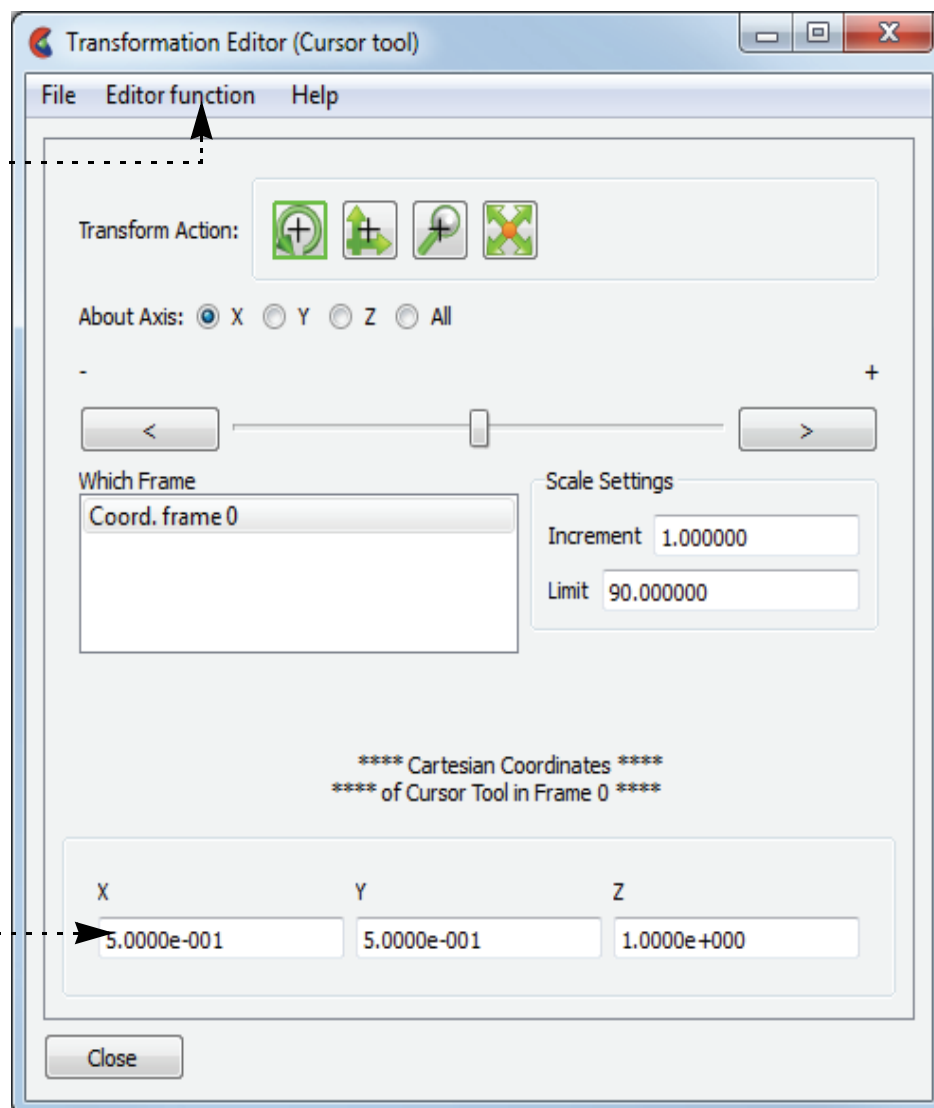 Transformation Editor (Cursor tool)
File Editor function Help
Transform Action:
About Axis: X Y Z All
- +
< >
Which Frame Scale Settings
Coord. frame 0
Increment 1.000000
Limit 90.000000
**** Cartesian Coordinates ****
**** of Cursor Tool in Frame 0 ****
X Y Z
5.0000e-001 5.0000e-001 1.0000e+000
Close